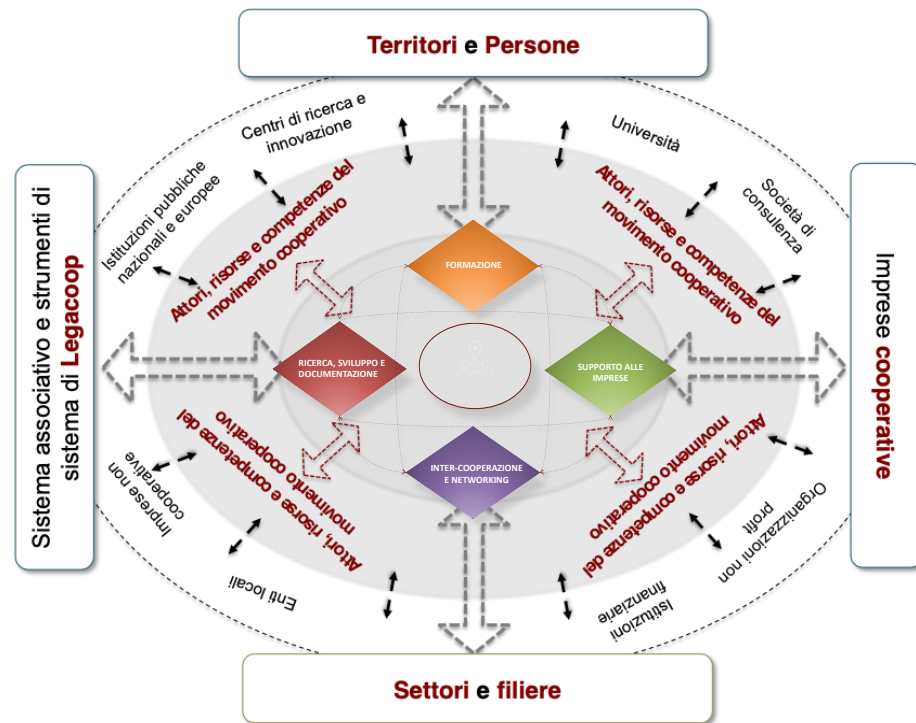 Territori e Persone
Centri di ricerca e
innovazione
Università
Istituzioni pubbliche
nazionali e europee
Società di
consulenza
Attori, risorse e competenze del
movimento cooperativo
Attori, risorse e competenze del
movimento cooperativo
Sistema associativo e strumenti di
sistema di Legacoop
Imprese cooperative
FORMAZIONE
RICERCA, SVILUPPO E
DOCUMENTAZIONE
SUPPORTO ALLE
IMPRESE
INTER-COOPERAZIONE
E NETWORKING
Attori, risorse e competenze del
movimento cooperativo
Attori, risorse e competenze del
movimento cooperativo
Imprese non
cooperative
Organizzazioni non
profit
Enti locali
Istituzioni
finanziarie
Settori e filiere